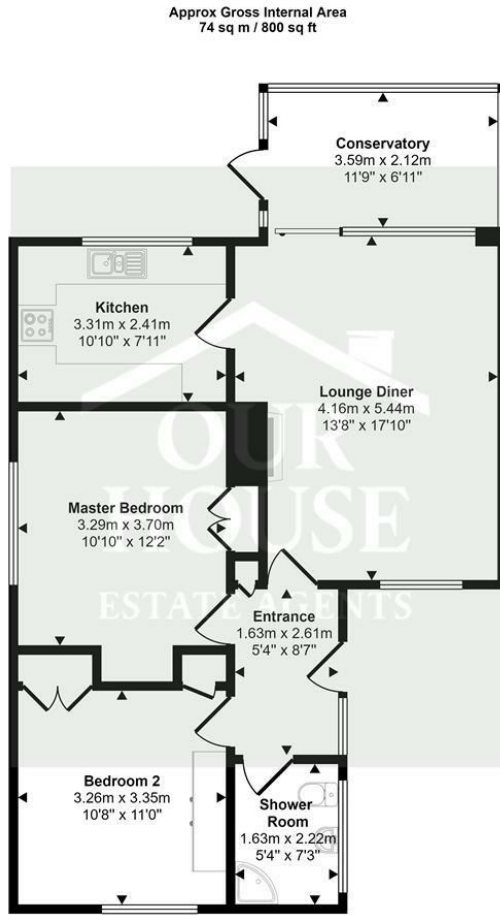 Approx Gross Internal Area
74 sq m / 800 sq ft
Conservatory
3.59m x 2.12m
11'9" x 6'11"
Kitchen
3.31m x 2.41m
10'10" x 7'11"
Lounge Diner
4.16m x 5.44m
13'8" x 17'10"
OUR
HOUSE
ESTATE AGENTS
Master Bedroom
3.29m x 3.70m
10'10" x 12'2"
Entrance
1.63m x 2.61m
5'4" x 8'7"
Bedroom 2
3.26m x 3.35m
10'8" x 11'0"
Shower
Room
1.63m x 2.22m
5'4" x 7'3"